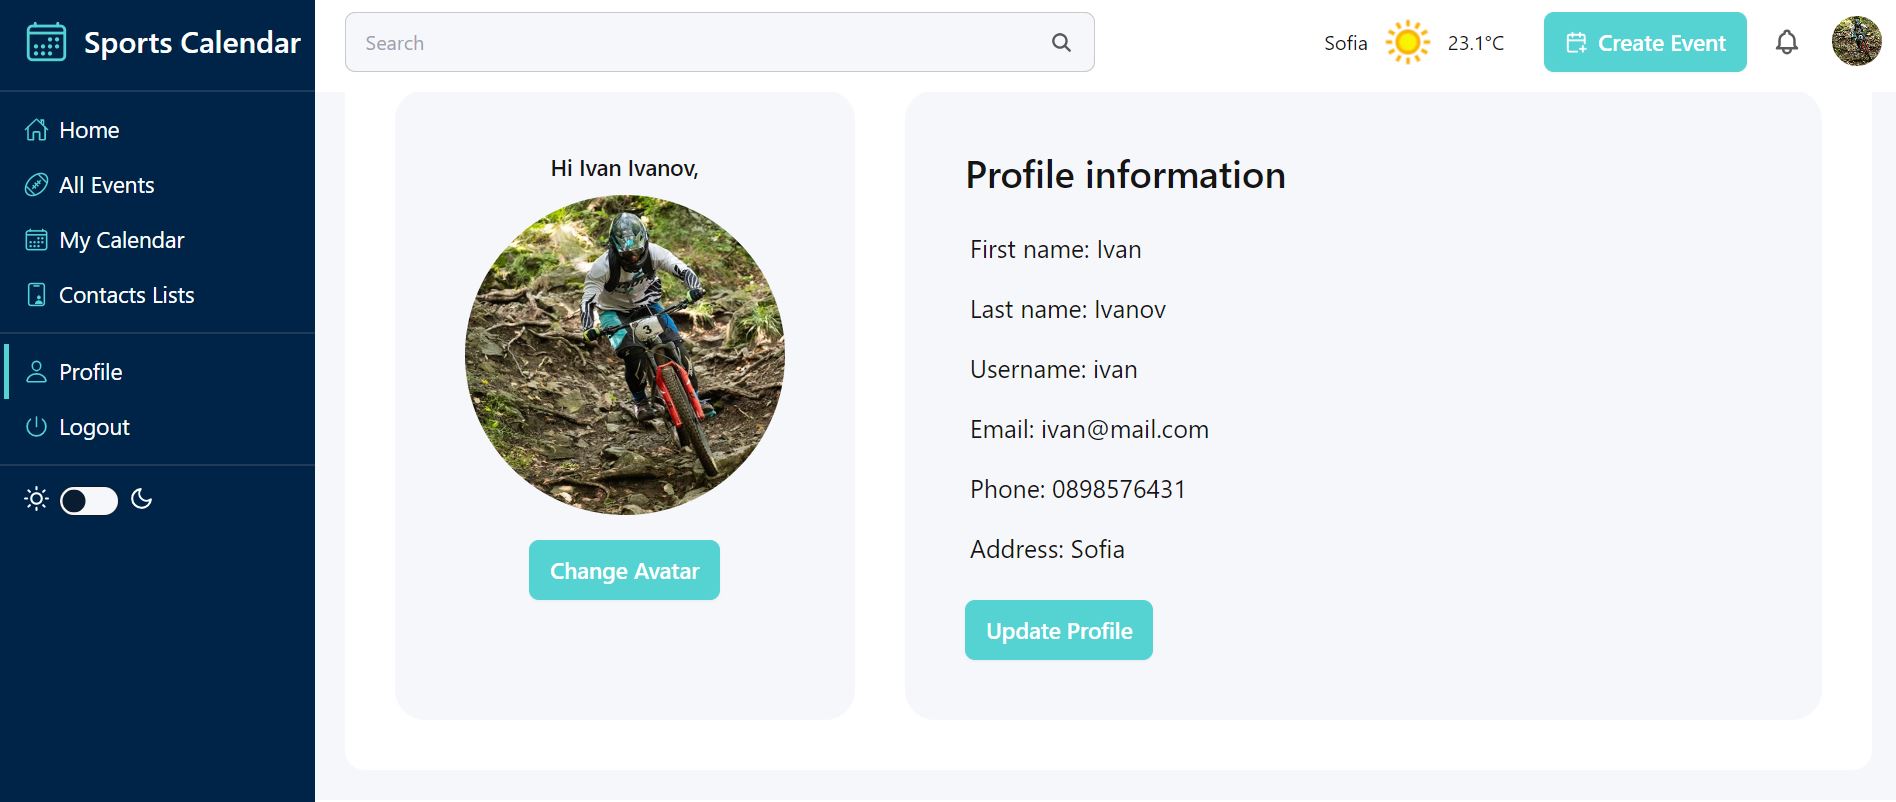 Sports Calendar
Search
Sofia
23.1°C
Create Event
Home
All Events
My Calendar
Contacts Lists
Profile
Logout
Hi Ivan Ivanov,
3
Change Avatar
Profile information
First name: Ivan
Last name: Ivanov
Username: ivan
Email: ivan@mail.com
Phone: 0898576431
Address: Sofia
Update Profile